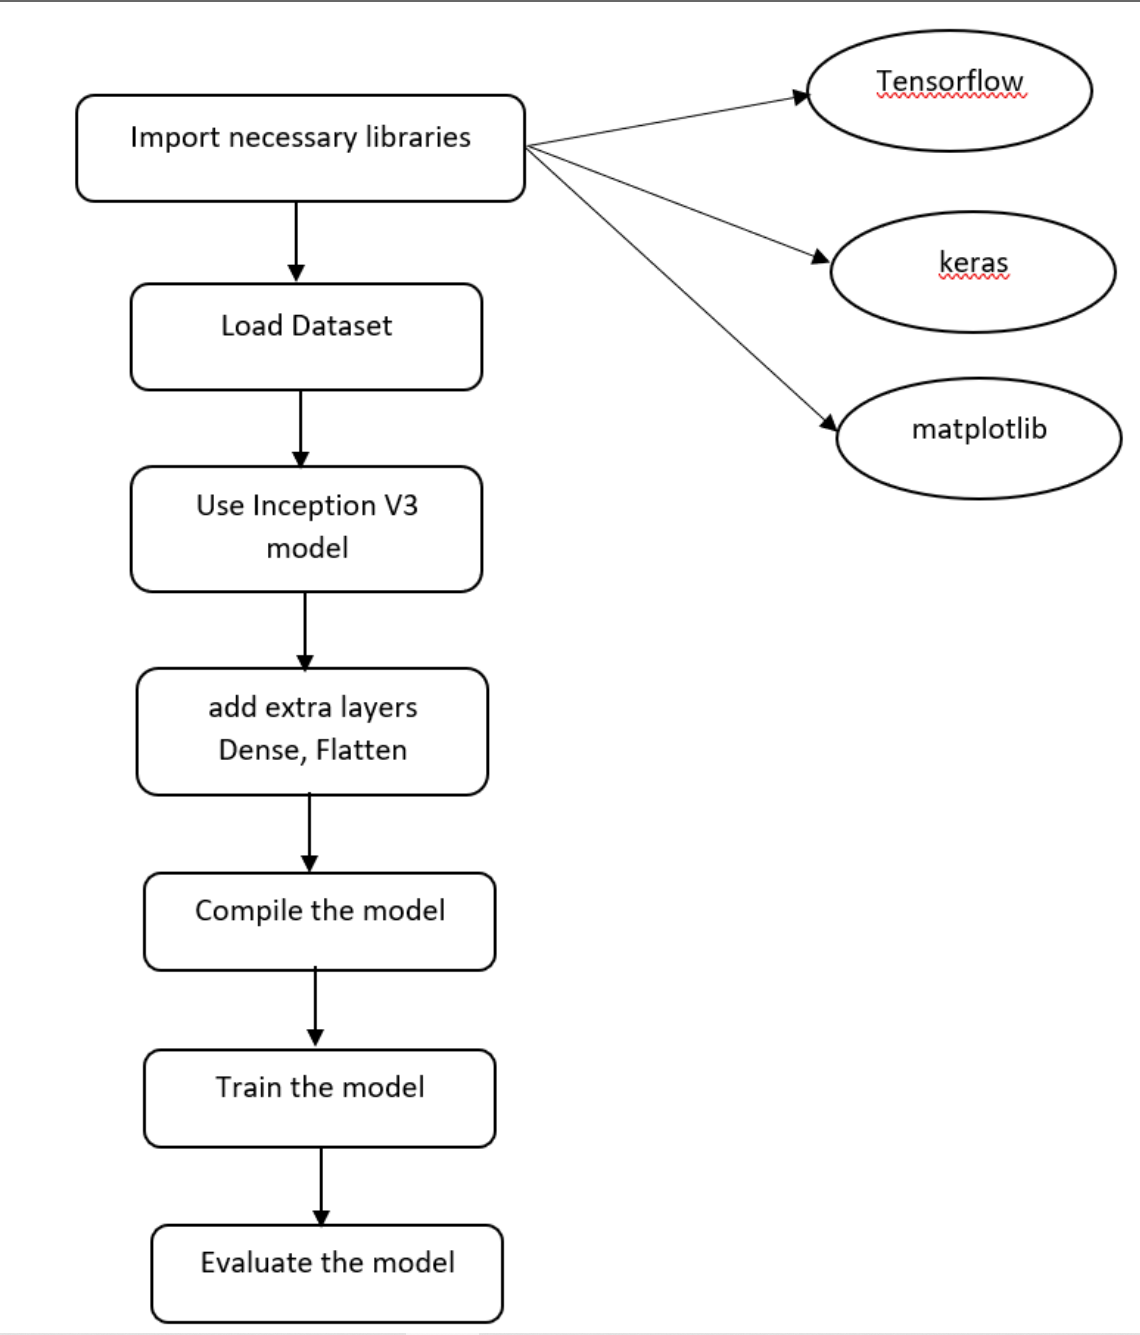 Import necessary libraries
Tensorflow
keras
matplotlib
Load Dataset
Use Inception V3
model
add extra layers
Dense, Flatten
Compile the model
Train the model
Evaluate the model